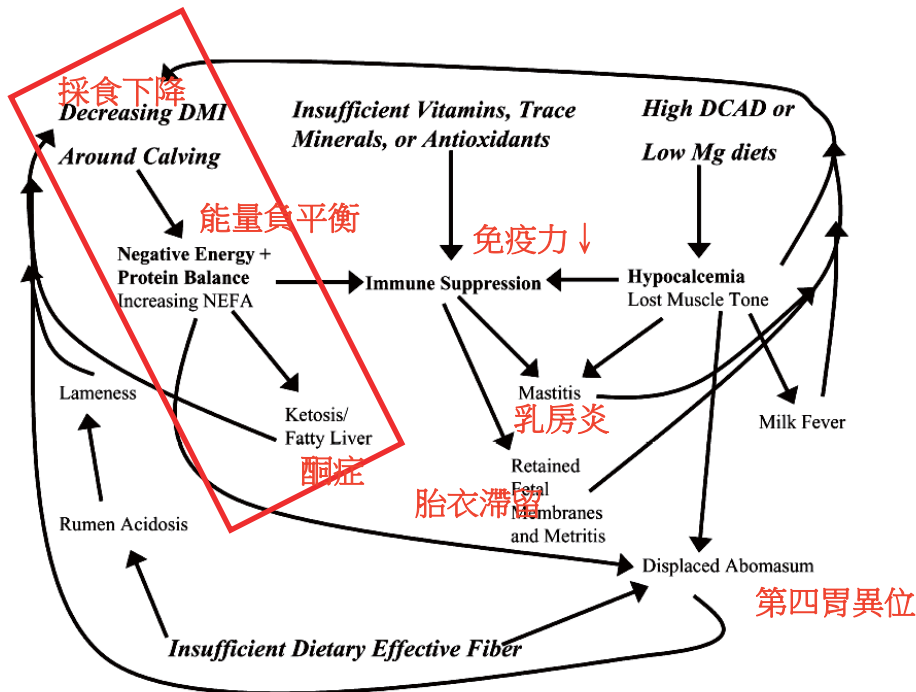 採食下降
Decreasing DMI
Around Calving
Insufficient Vitamins, Trace
Minerals, or Antioxidants
High DCAD or
Low Mg diets
能量負平衡
Negative Energy +
Protein Balance
Increasing NEFA
免疫力↓
Immune Suppression
Hypocalcemia
Lost Muscle Tone
Lameness
Ketosis/
Fatty Liver
酮症
Mastitis
乳房炎
Milk Fever
Retained
Fetal
Membranes
and Metritis
胎衣滯留
Rumen Acidosis
Displaced Abomasum
第四胃異位
Insufficient Dietary Effective Fiber